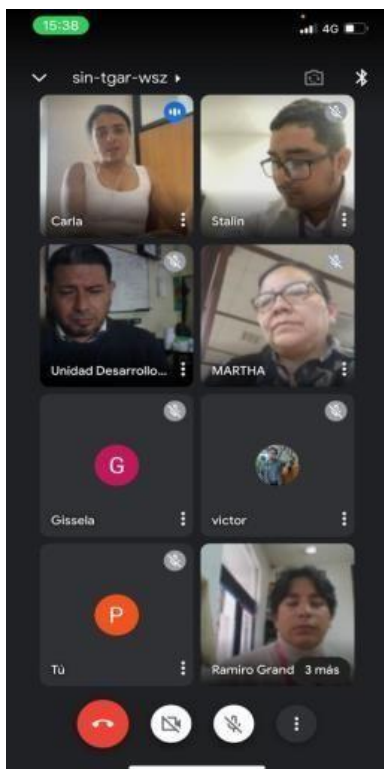 15:38
4G
sin-tgar-wsz
Carla
Stalin
Unidad Desarrollo...
MARTHA
G
Gissela
victor
P
Tú
Ramiro Grand
3 más